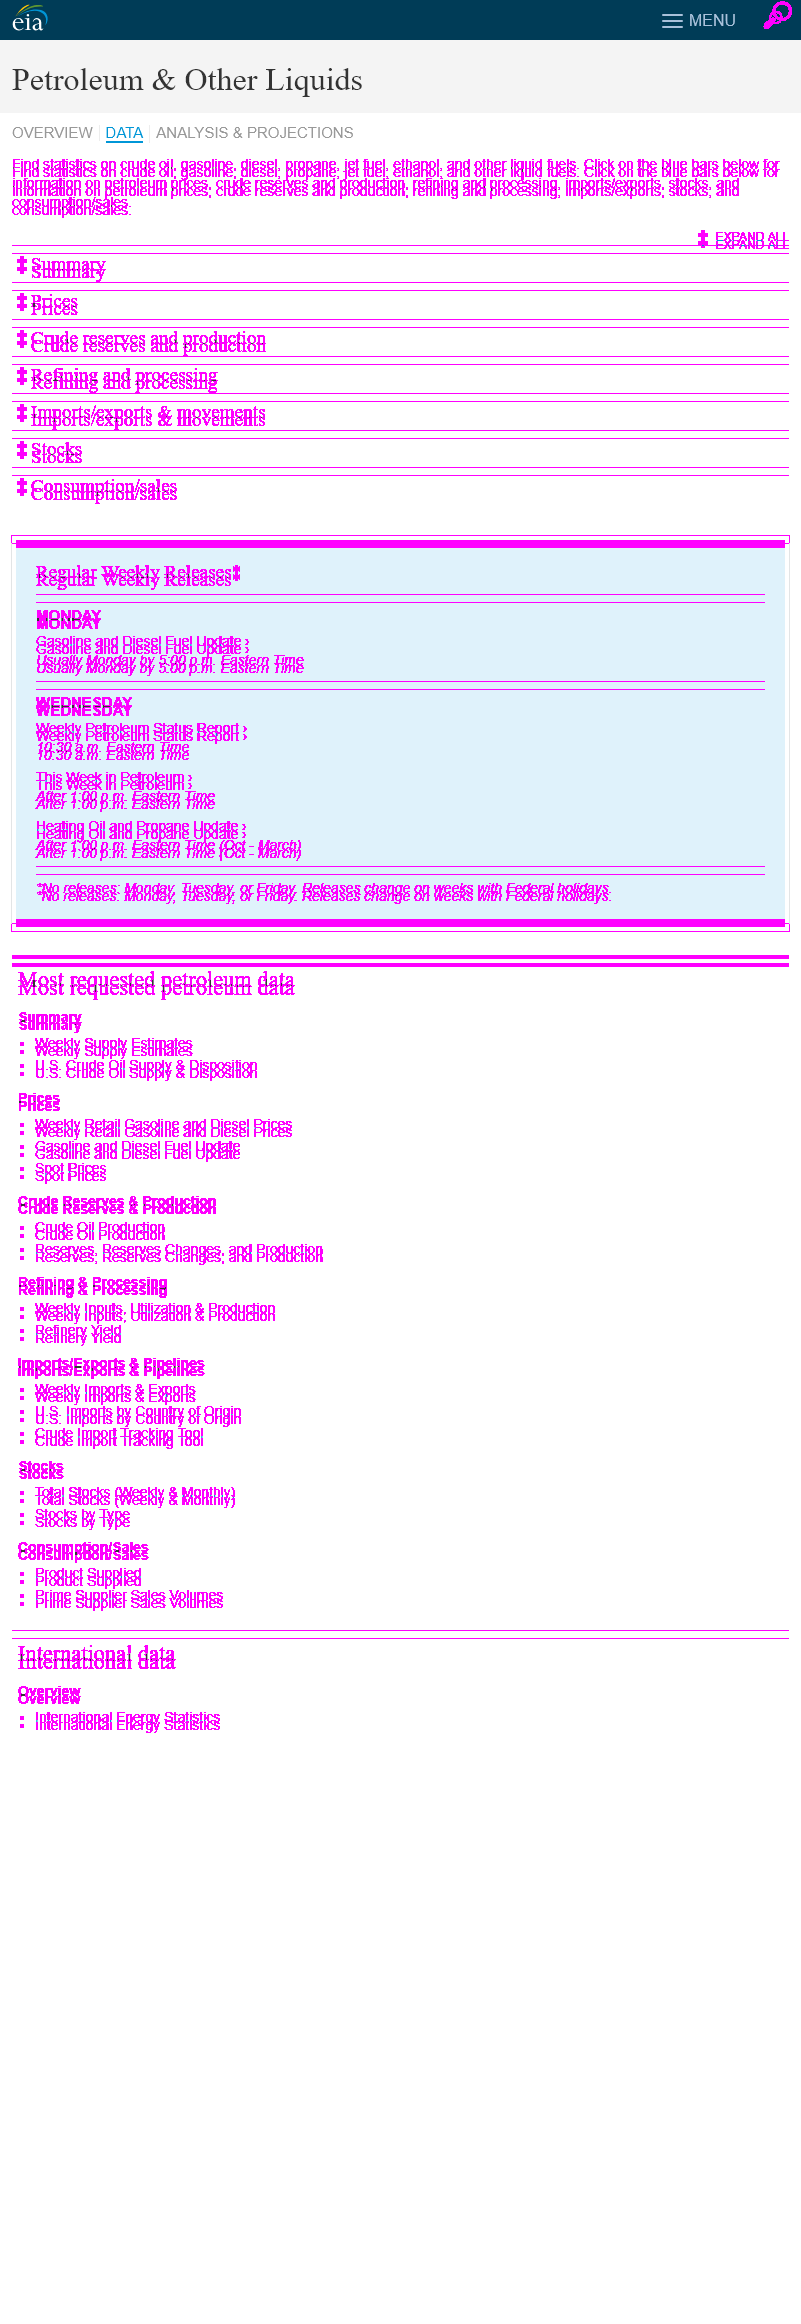 eia
MENU
Petroleum & Other Liquids
OVERVIEW DATA ANALYSIS & PROJECTIONS
Find statistics on crude oil, gasoline, diesel, propane, jet fuel, ethanol, and other liquid fuels. Click on the blue bars below for
information on petroleum prices, crude reserves and production, refining and processing, imports/exports, stocks, and
consumption/sales.
EXPAND ALL
Summary
Prices
Crude reserves and production
Refining and processing
Imports/exports & movements
Stocks
Consumption/sales
Regular Weekly Releases*
MONDAY
Gasoline and Diesel Fuel Update ›
Usually Monday by 5:00 p.m. Eastern Time
WEDNESDAY
Weekly Petroleum Status Report ›
10:30 a.m. Eastern Time
This Week in Petroleum ›
After 1:00 p.m. Eastern Time
Heating Oil and Propane Update ›
After 1:00 p.m. Eastern Time (Oct - March)
*No releases: Monday, Tuesday, or Friday. Releases change on weeks with Federal holidays.
Most requested petroleum data
Summary
Weekly Supply Estimates
U.S. Crude Oil Supply & Disposition
Prices
Weekly Retail Gasoline and Diesel Prices
Gasoline and Diesel Fuel Update
Spot Prices
Crude Reserves & Production
Crude Oil Production
Reserves, Reserves Changes, and Production
Refining & Processing
Weekly Inputs, Utilization & Production
Refinery Yield
Imports/Exports & Pipelines
Weekly Imports & Exports
U.S. Imports by Country of Origin
Crude Import Tracking Tool
Stocks
Total Stocks (Weekly & Monthly)
Stocks by Type
Consumption/Sales
Product Supplied
Prime Supplier Sales Volumes
International data
Overview
International Energy Statistics